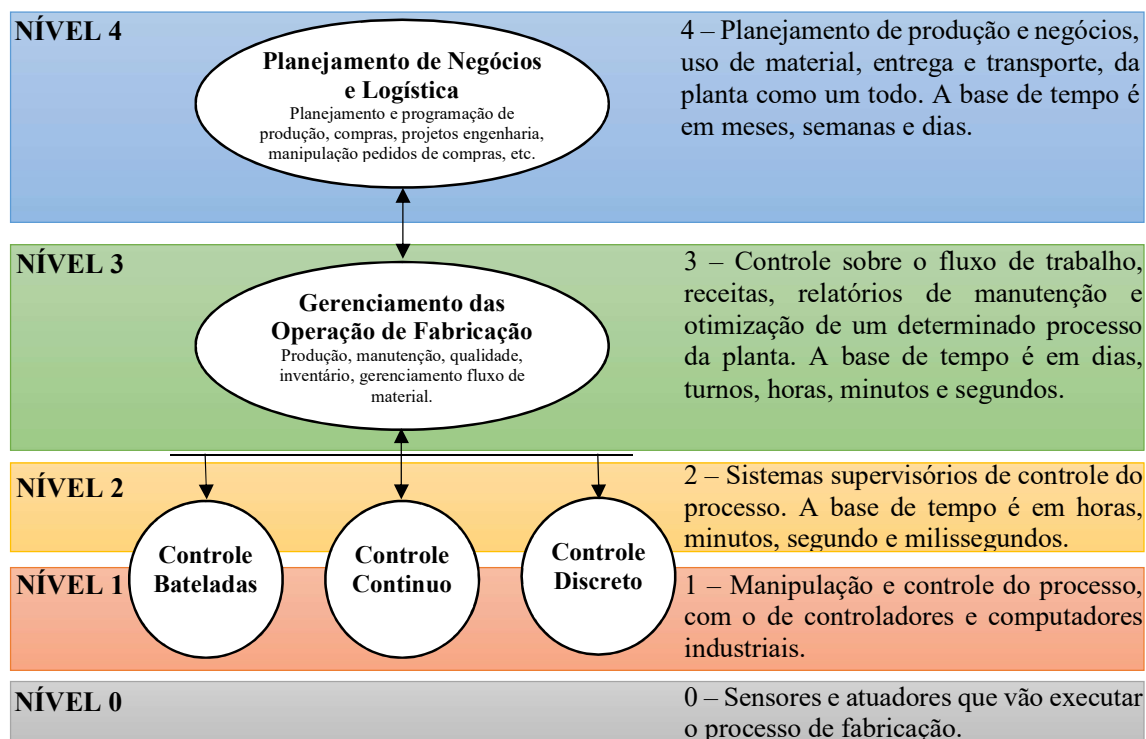 NÍVEL 4
Planejamento de Negócios
e Logística
Planejamento e programação de
produção, compras, projetos engenharia,
manipulação pedidos de compras, etc.
4 – Planejamento de produção e negócios,
uso de material, entrega e transporte, da
planta como um todo. A base de tempo é
em meses, semanas e dias.
NÍVEL 3
Gerenciamento das
Operação de Fabricação
Produção, manutenção, qualidade,
inventário, gerenciamento fluxo de
material.
3 – Controle sobre o fluxo de trabalho,
receitas, relatórios de manutenção e
otimização de um determinado processo
da planta. A base de tempo é em dias,
turnos, horas, minutos e segundos.
NÍVEL 2
2 – Sistemas supervisórios de controle do
processo. A base de tempo é em horas,
minutos, segundo e milissegundos.
Controle
Bateladas
Controle
Continuo
Controle
Discreto
NÍVEL 1
1 – Manipulação e controle do processo,
com o de controladores e computadores
industriais.
NÍVEL 0
0 – Sensores e atuadores que vão executar
o processo de fabricação.